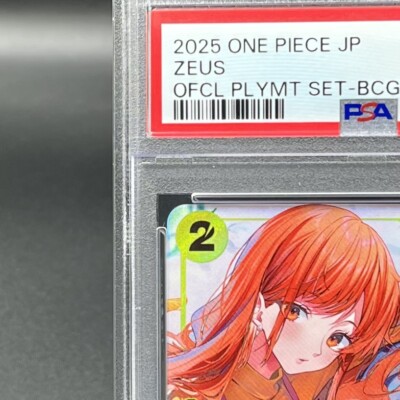 2025 ONE PIECE JP
ZEUS
OFCL PLYMT SET-BCG
PSA
2